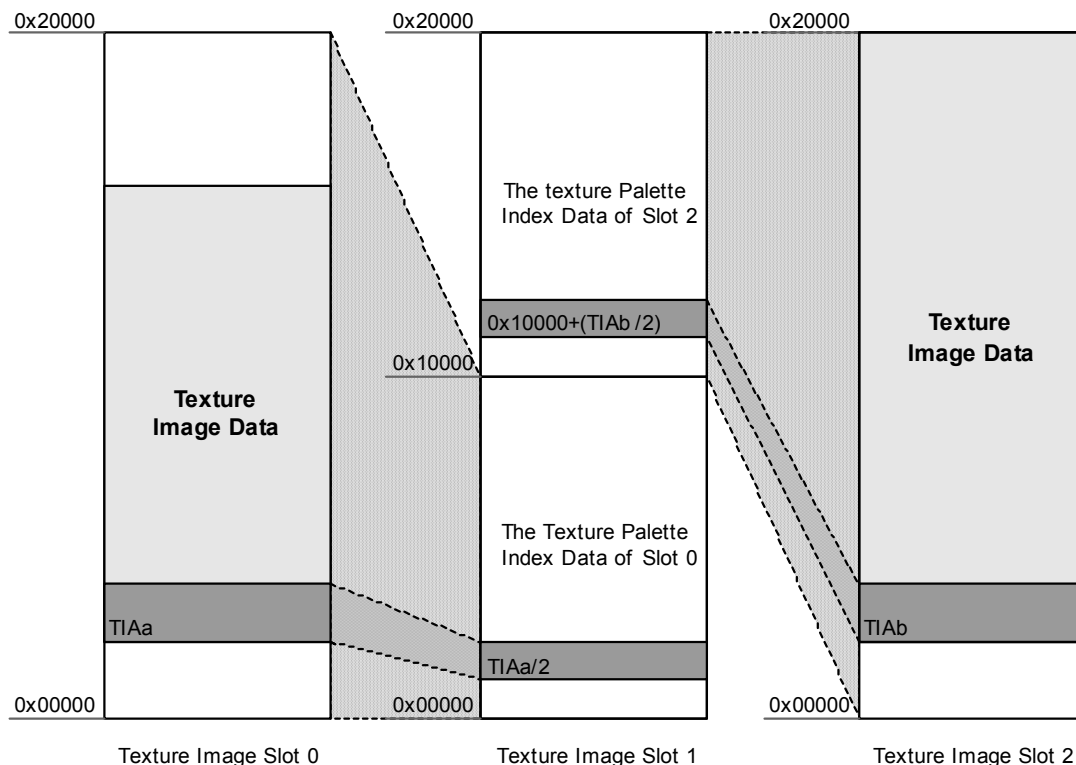 0x20000
0x20000
0x20000
The texture Palette
Index Data of Slot 2
0x10000+(TIAb/2)
0x10000
Texture
Image Data
Texture
Image Data
The Texture Palette
Index Data of Slot 0
TIAa
TIAa/2
TIAb
0x00000
0x00000
0x00000
Texture Image Slot 0
Texture Image Slot 1
Texture Image Slot 2